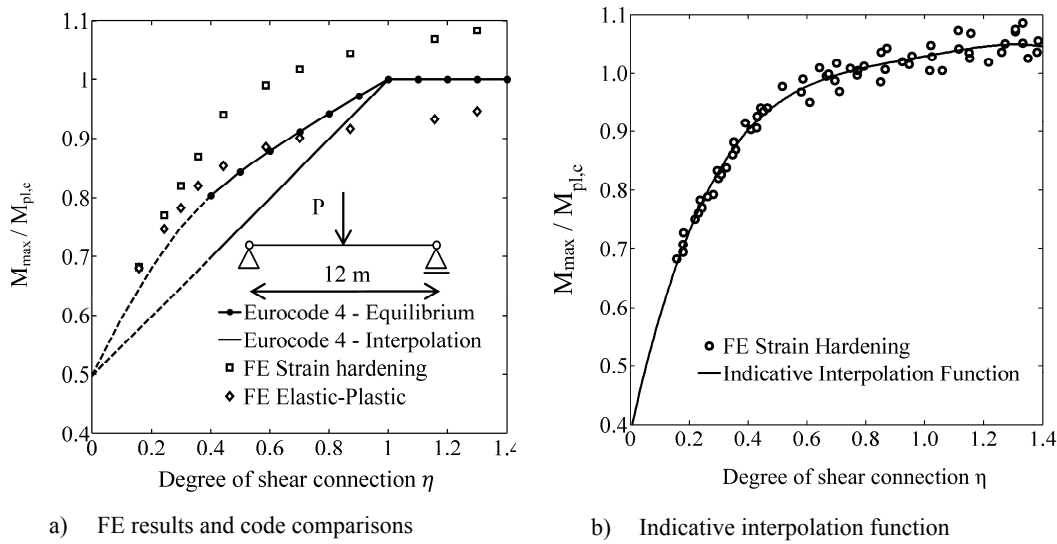 1.1
1
0.9
0.8
0.7
0.6
0.5
0.4
M_max / M_pl,c
0 0.2 0.4 0.6 0.8 1 1.2 1.4
Degree of shear connection η
P
12 m
Eurocode 4 - Equilibrium
Eurocode 4 - Interpolation
FE Strain hardening
FE Elastic-Plastic
a) FE results and code comparisons
1.1
1.0
0.9
0.8
0.7
0.6
0.5
0.4
M_max / M_pl,c
0 0.2 0.4 0.6 0.8 1.0 1.2 1.4
Degree of shear connection η
FE Strain Hardening
Indicative Interpolation Function
b) Indicative interpolation function